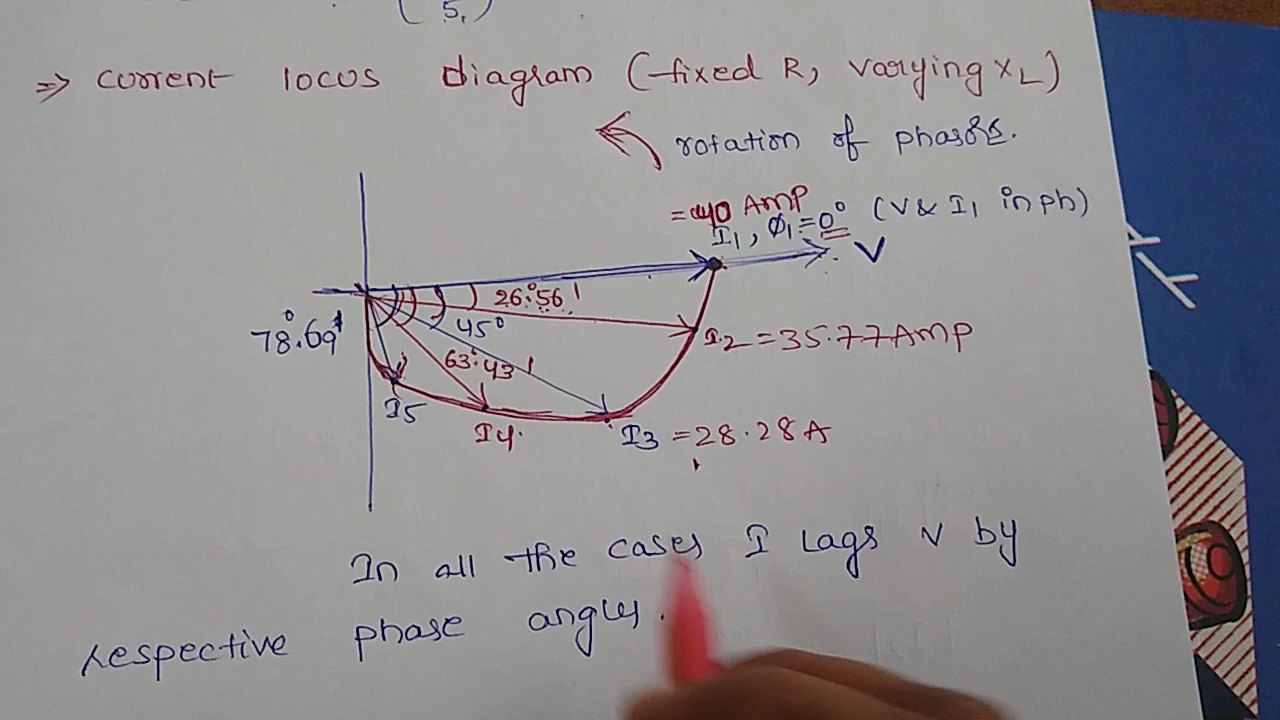 ( 5, )
=> current locus diagram (fixed R, varying XL)
rotation of phasors.
= 40 Amp
I1, φ1=0° (V & I1 in ph)
V
26.°56'
78.69°'
45°
I2 = 35.77 Amp
63.°43'
I5
I4.
I3 = 28.28 A
In all the cases I lags V by
respective phase angles.